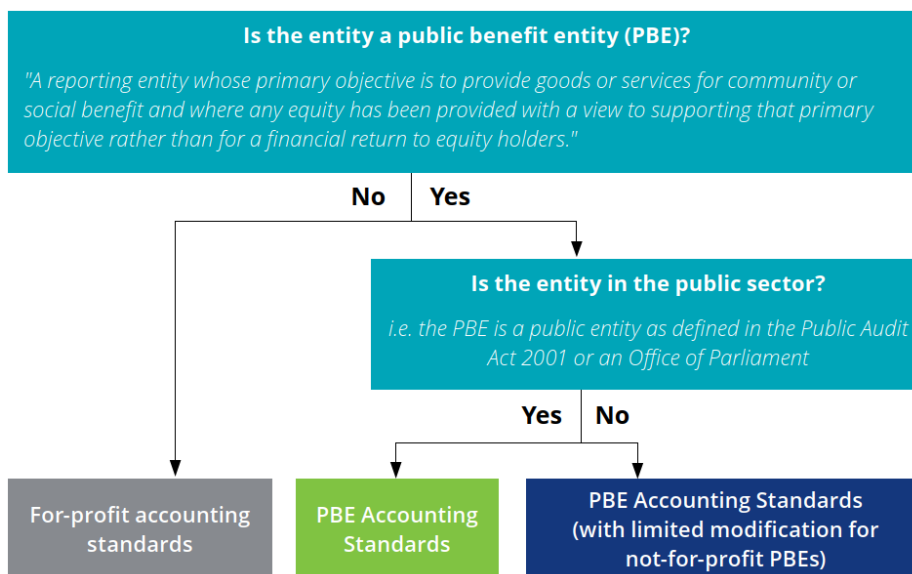 Is the entity a public benefit entity (PBE)?
"A reporting entity whose primary objective is to provide goods or services for community or
social benefit and where any equity has been provided with a view to supporting that primary
objective rather than for a financial return to equity holders."
No
Yes
Is the entity in the public sector?
i.e. the PBE is a public entity as defined in the Public Audit
Act 2001 or an Office of Parliament
Yes
No
For-profit accounting
standards
PBE Accounting
Standards
PBE Accounting Standards
(with limited modification for
not-for-profit PBEs)